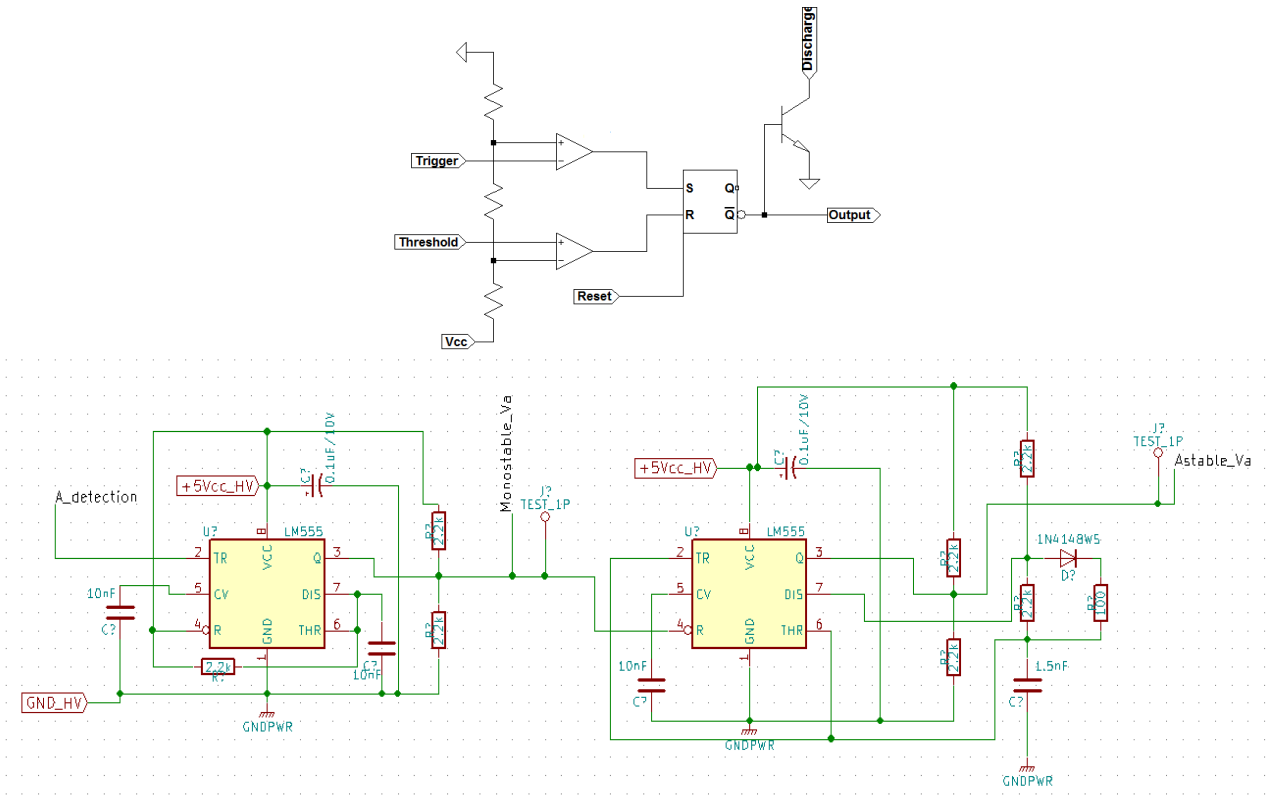 Discharge
+
Trigger
-
S
Q
R
Q
Output
Threshold
+
-
Reset
Vcc
A_detection
+5Vcc_HV
C?
0.1uF/10V
Monostable_Va
J?
TEST_1P
U?
LM555
8
VCC
2
TR
Q
3
5
CV
DIS
7
4
R
THR
6
GND
1
10nF
C?
R?
2.2k
R?
2.2k
2.2k
R?
C?
10nF
GND_HV
GNDPWR
+5Vcc_HV
C?
0.1uF/10V
R?
2.2k
J?
TEST_1P
Astable_Va
U?
LM555
8
VCC
2
TR
Q
3
5
CV
DIS
7
4
R
THR
6
GND
1
R?
2.2k
1N4148WS
D?
R?
2.2k
R?
100
R?
2.2k
10nF
C?
1.5nF
C?
GNDPWR
GNDPWR